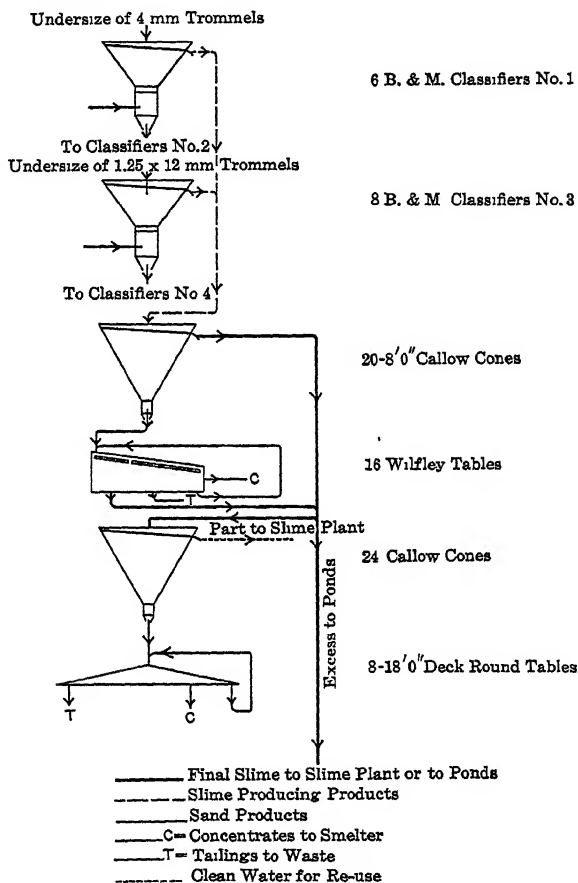 Undersize of 4 mm Trommels
6 B. & M. Classifiers No. 1
To Classifiers No.2
Undersize of 1.25 x 12 mm Trommels
8 B. & M Classifiers No. 3
To Classifiers No 4
20-8'0" Callow Cones
16 Wilfley Tables
C
T
Part to Slime Plant
24 Callow Cones
Excess to Ponds
8-18'0" Deck Round Tables
T
C
Final Slime to Slime Plant or to Ponds
Slime Producing Products
Sand Products
C= Concentrates to Smelter
T= Tailings to Waste
Clean Water for Re-use